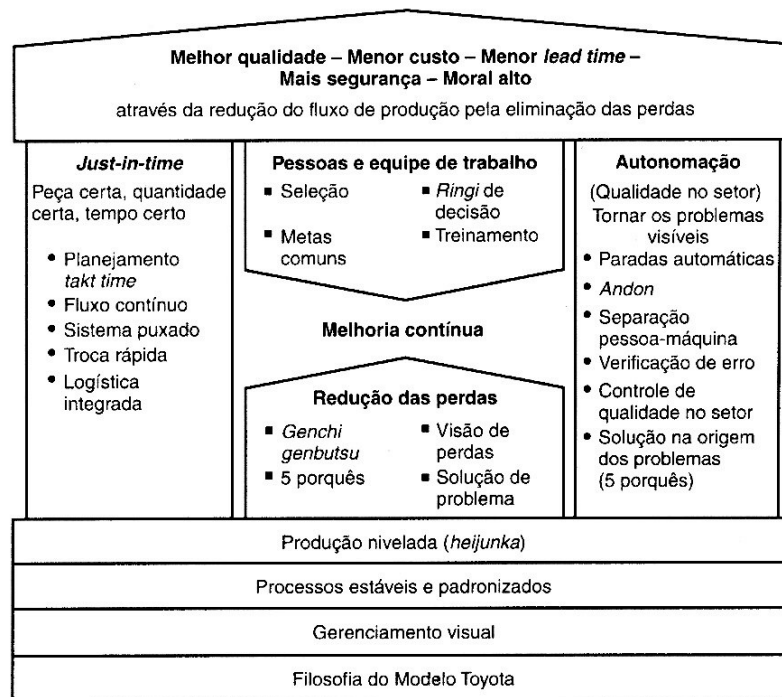 Melhor qualidade – Menor custo – Menor lead time –
Mais segurança – Moral alto
através da redução do fluxo de produção pela eliminação das perdas
Just-in-time
Peça certa, quantidade
certa, tempo certo
• Planejamento
takt time
• Fluxo contínuo
• Sistema puxado
• Troca rápida
• Logística
integrada
Pessoas e equipe de trabalho
▪ Seleção
▪ Ringi de
decisão
▪ Metas
comuns
▪ Treinamento
Melhoria contínua
Redução das perdas
▪ Genchi
genbutsu
▪ Visão de
perdas
▪ 5 porquês
▪ Solução de
problema
Autonomação
(Qualidade no setor)
Tornar os problemas
visíveis
• Paradas automáticas
• Andon
• Separação
pessoa-máquina
• Verificação de erro
• Controle de
qualidade no setor
• Solução na origem
dos problemas
(5 porquês)
Produção nivelada (heijunka)
Processos estáveis e padronizados
Gerenciamento visual
Filosofia do Modelo Toyota